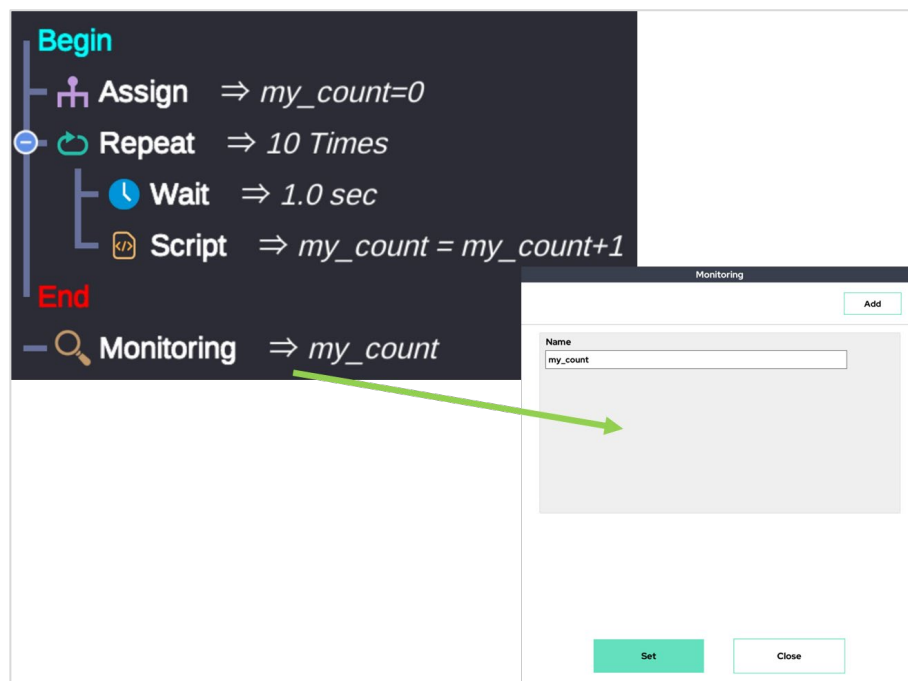 Begin
Assign ⇒ my_count=0
Repeat ⇒ 10 Times
Wait ⇒ 1.0 sec
Script ⇒ my_count = my_count+1
End
Monitoring ⇒ my_count
Monitoring
Add
Name
my_count
Set Close